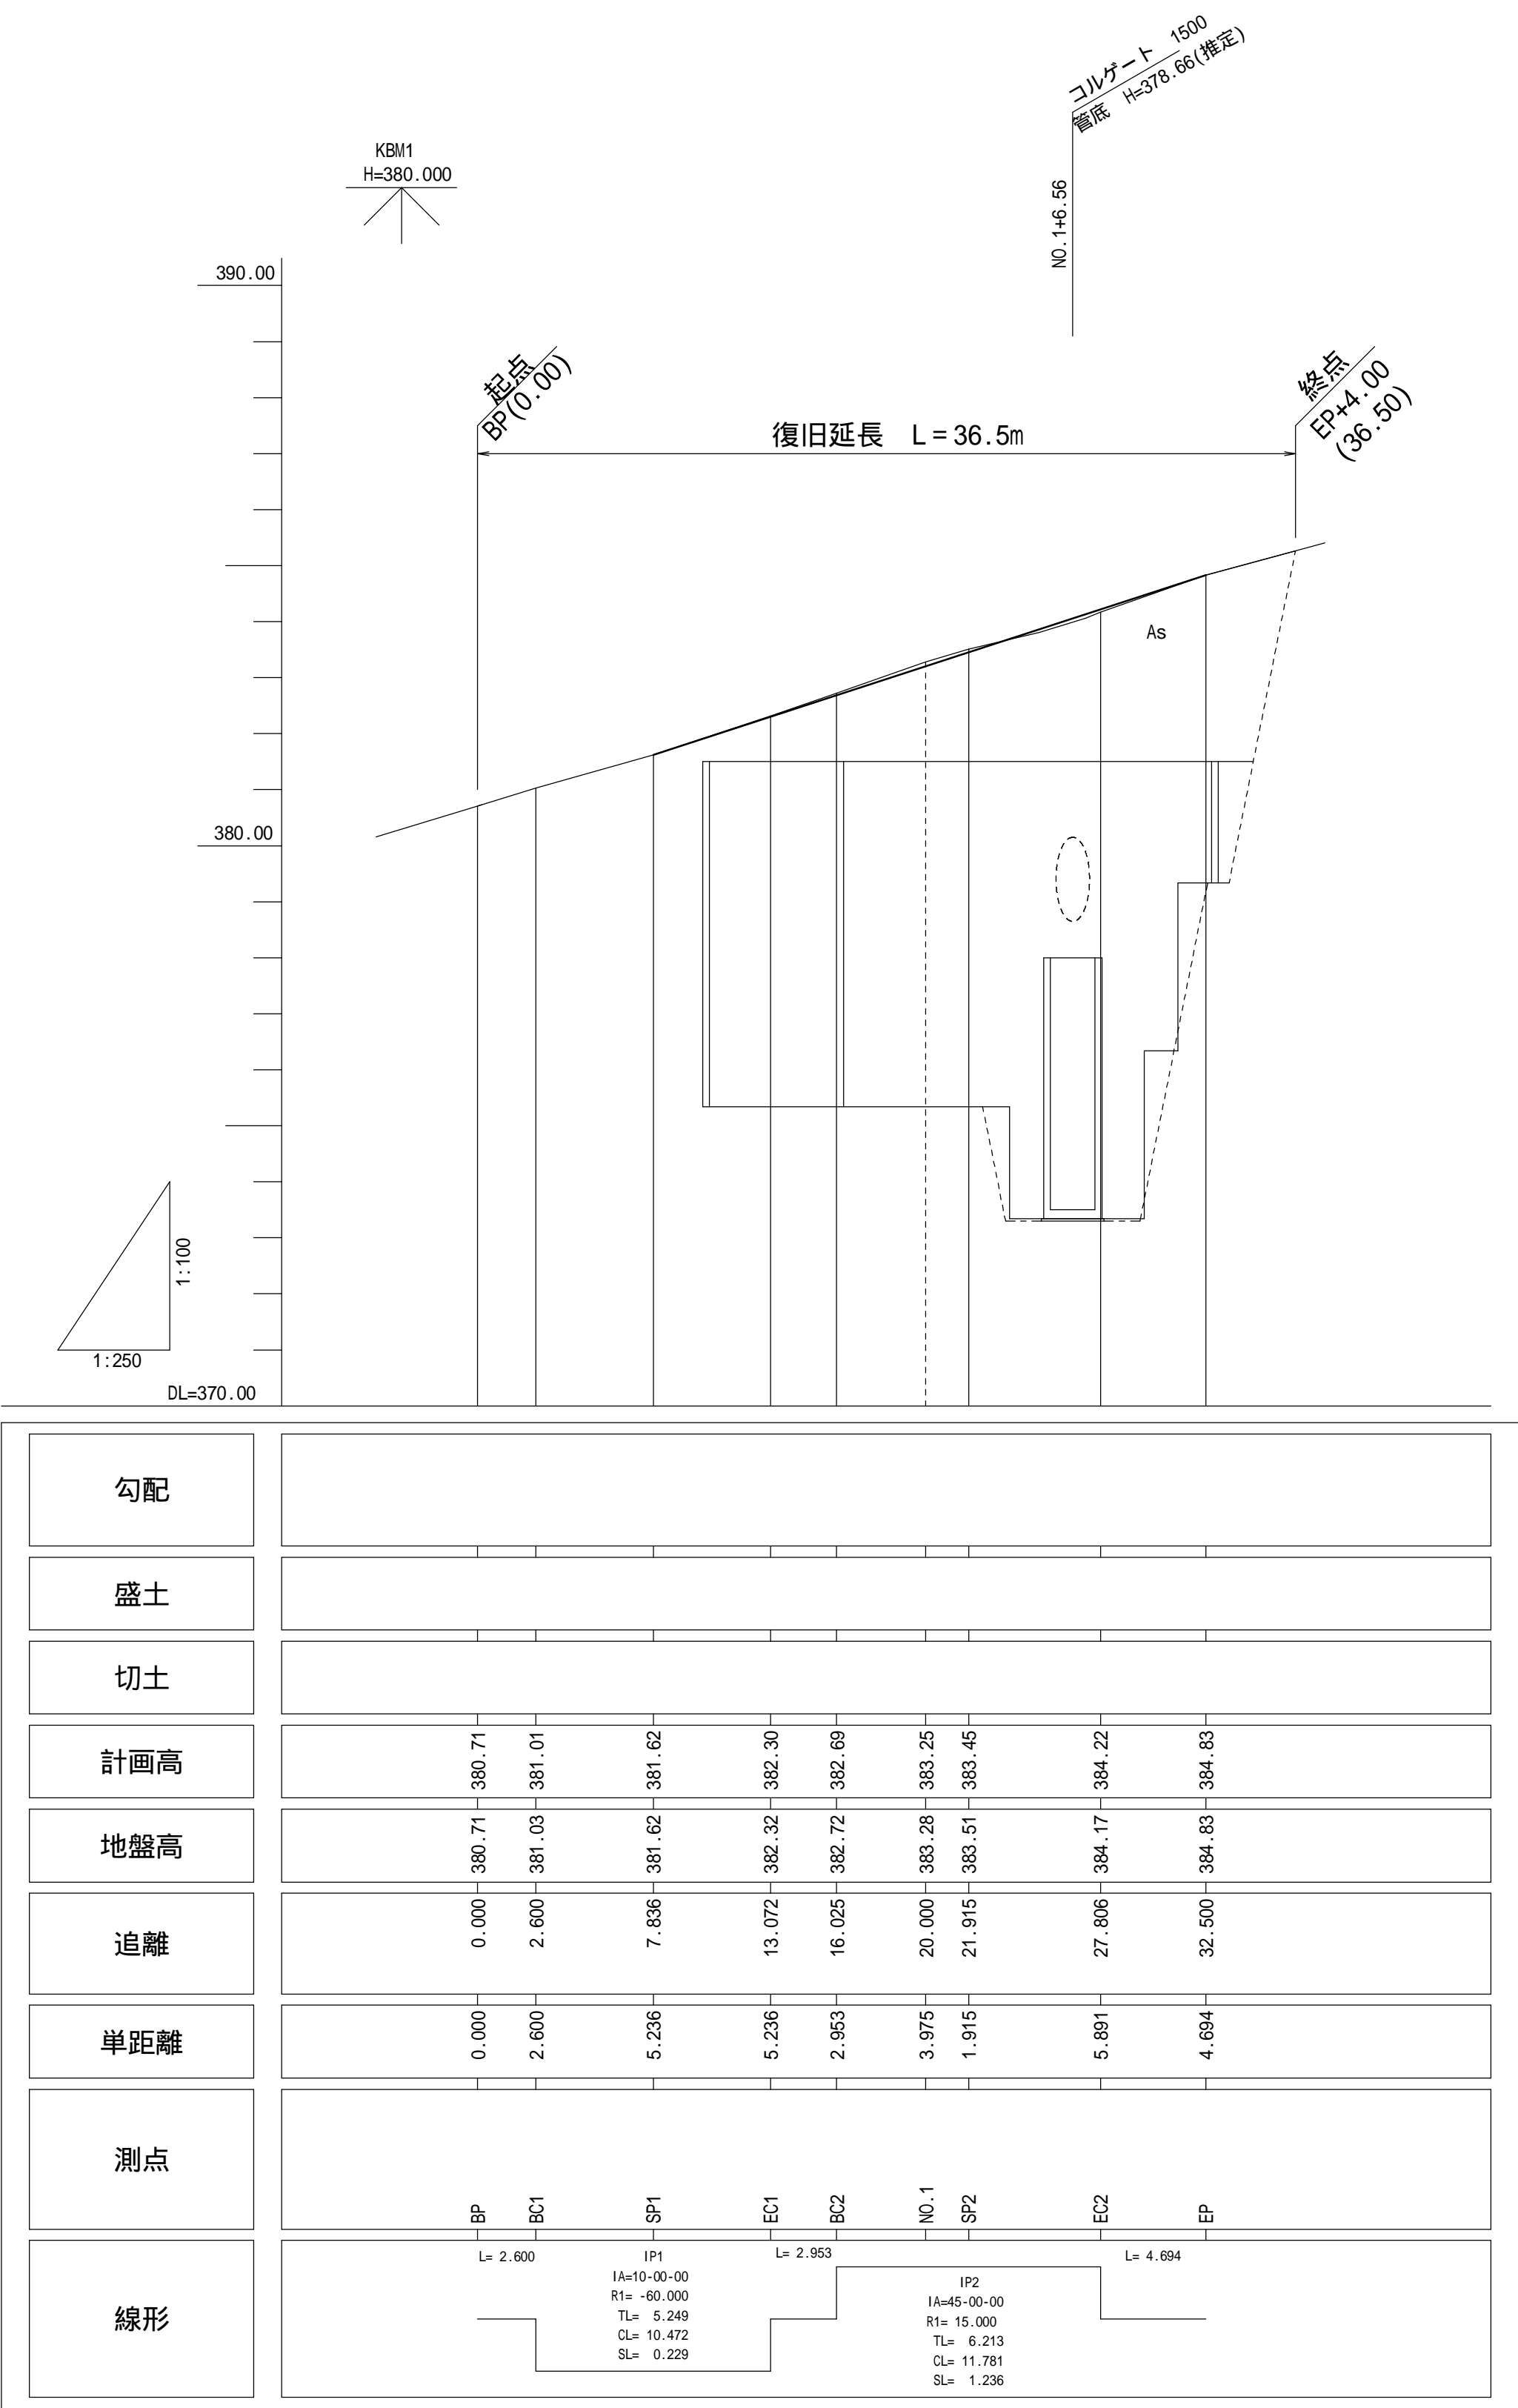 コルゲート　1500
管底　H=378.66(推定)
NO.1+6.56
KBM1
H=380.000
390.00
起点
BP(0.00)
終点
EP+4.00
(36.50)
復旧延長　L＝36.5m
As
380.00
1:100
1:250
DL=370.00
勾配
盛土
切土
計画高
380.71 381.01 381.62 382.30 382.69 383.25 383.45 384.22 384.83
地盤高
380.71 381.03 381.62 382.32 382.72 383.28 383.51 384.17 384.83
追離
0.000 2.600 7.836 13.072 16.025 20.000 21.915 27.806 32.500
単距離
0.000 2.600 5.236 5.236 2.953 3.975 1.915 5.891 4.694
測点
BP BC1 SP1 EC1 BC2 NO.1 SP2 EC2 EP
線形
L= 2.600
IP1
IA=10-00-00
R1= -60.000
TL= 5.249
CL= 10.472
SL= 0.229
L= 2.953
IP2
IA=45-00-00
R1= 15.000
TL= 6.213
CL= 11.781
SL= 1.236
L= 4.694